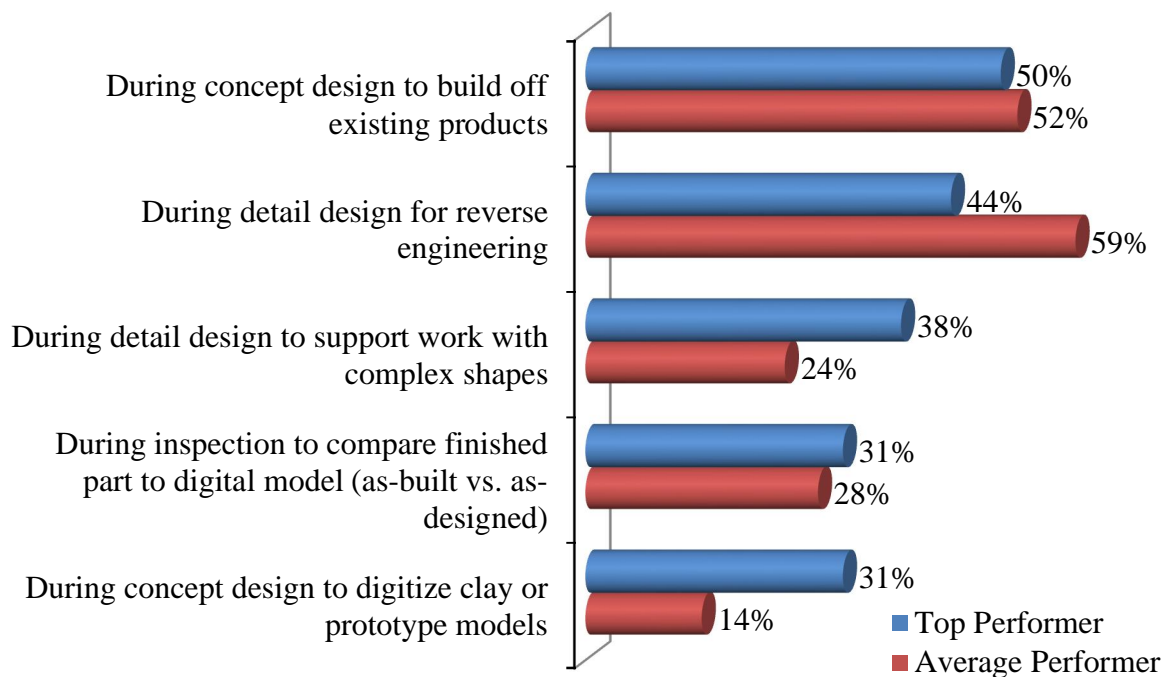 During concept design to build off
existing products
50%
52%
During detail design for reverse
engineering
44%
59%
During detail design to support work with
complex shapes
38%
24%
During inspection to compare finished
part to digital model (as-built vs. as-
designed)
31%
28%
During concept design to digitize clay or
prototype models
31%
14%
Top Performer
Average Performer